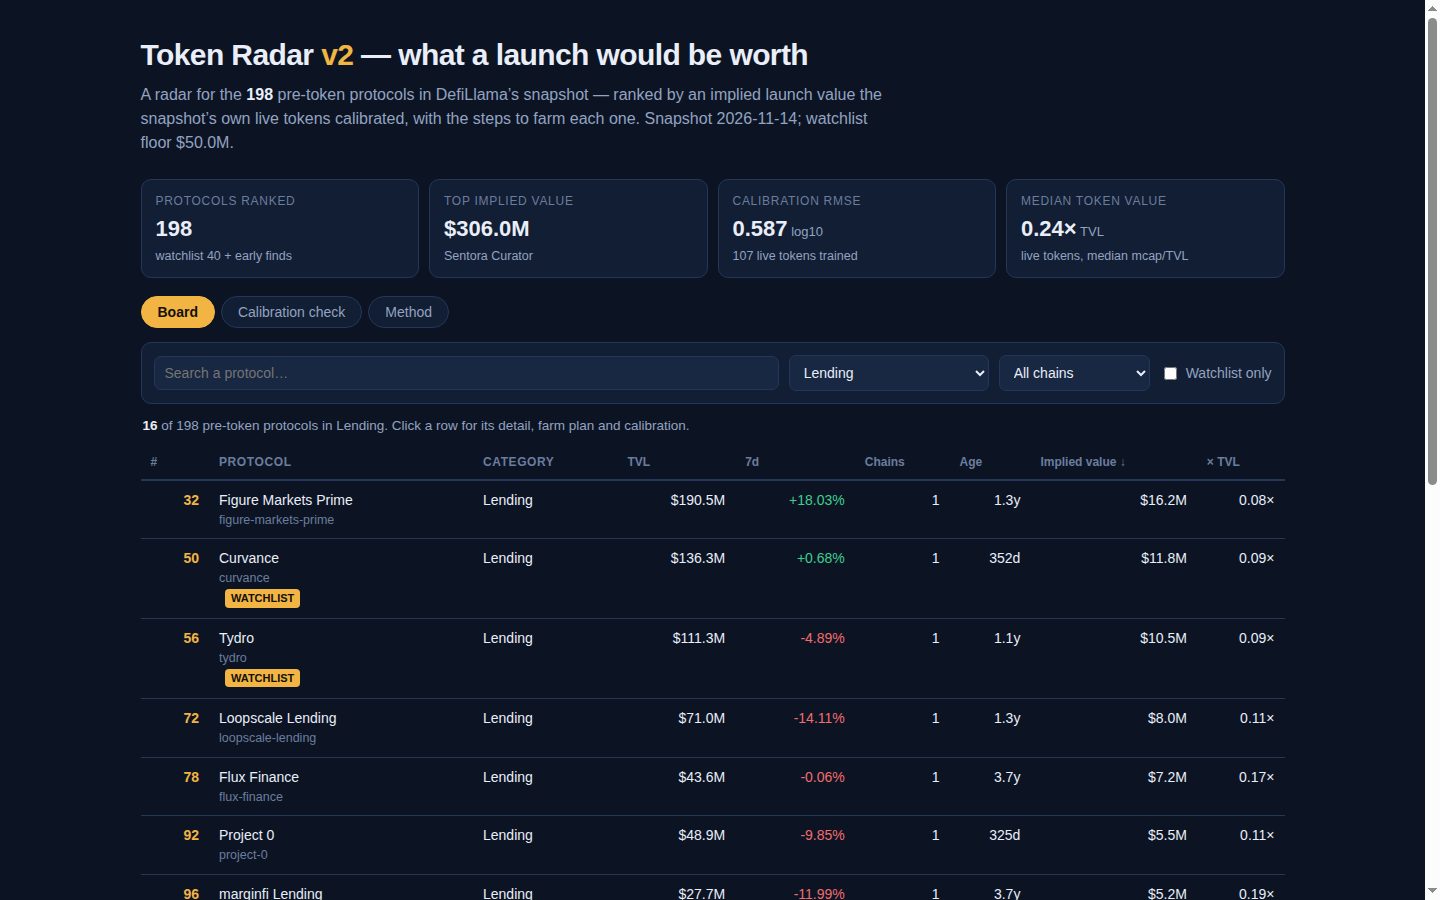 Token Radar v2 — what a launch would be worth
A radar for the 198 pre-token protocols in DefiLlama’s snapshot — ranked by an implied launch value the
snapshot’s own live tokens calibrated, with the steps to farm each one. Snapshot 2026-11-14; watchlist
floor $50.0M.
PROTOCOLS RANKED
198
watchlist 40 + early finds
TOP IMPLIED VALUE
$306.0M
Sentora Curator
CALIBRATION RMSE
0.587 log10
107 live tokens trained
MEDIAN TOKEN VALUE
0.24× TVL
live tokens, median mcap/TVL
Board Calibration check Method
Search a protocol… Lending All chains Watchlist only
16 of 198 pre-token protocols in Lending. Click a row for its detail, farm plan and calibration.
# PROTOCOL CATEGORY TVL 7d Chains Age Implied value ↓ × TVL
32 Figure Markets Prime Lending $190.5M +18.03% 1 1.3y $16.2M 0.08×
figure-markets-prime
50 Curvance Lending $136.3M +0.68% 1 352d $11.8M 0.09×
curvance
WATCHLIST
56 Tydro Lending $111.3M -4.89% 1 1.1y $10.5M 0.09×
tydro
WATCHLIST
72 Loopscale Lending Lending $71.0M -14.11% 1 1.3y $8.0M 0.11×
loopscale-lending
78 Flux Finance Lending $43.6M -0.06% 1 3.7y $7.2M 0.17×
flux-finance
92 Project 0 Lending $48.9M -9.85% 1 325d $5.5M 0.11×
project-0
96 marginfi Lending Lending $27.7M -11.99% 1 3.7y $5.2M 0.19×